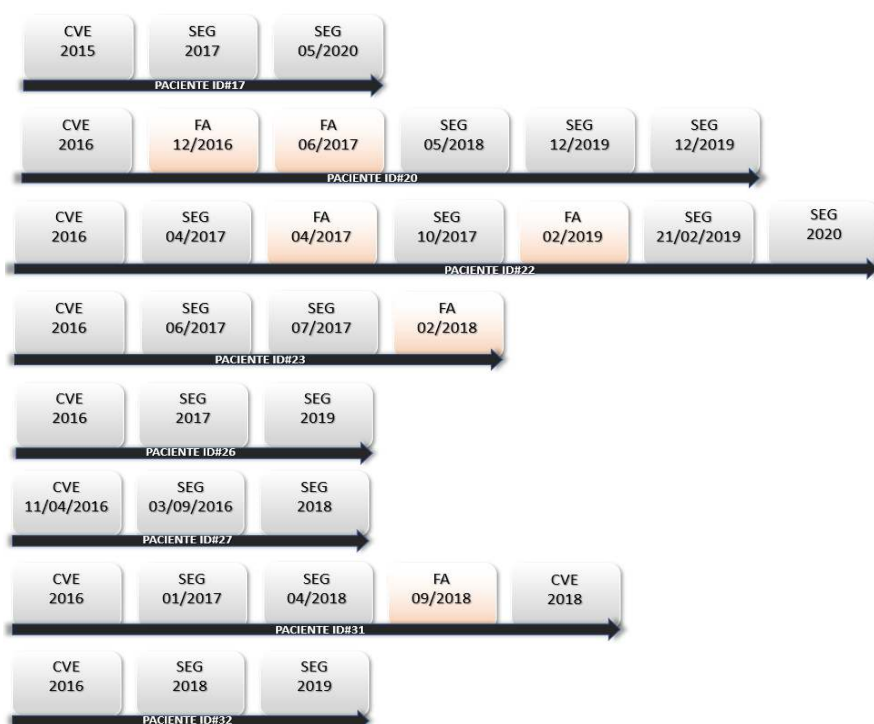 CVE SEG SEG
2015 2017 05/2020
PACIENTE ID#17
CVE FA FA SEG SEG SEG
2016 12/2016 06/2017 05/2018 12/2019 12/2019
PACIENTE ID#20
CVE SEG FA SEG FA SEG SEG
2016 04/2017 04/2017 10/2017 02/2019 21/02/2019 2020
PACIENTE ID#22
CVE SEG SEG FA
2016 06/2017 07/2017 02/2018
PACIENTE ID#23
CVE SEG SEG
2016 2017 2019
PACIENTE ID#26
CVE SEG SEG
11/04/2016 03/09/2016 2018
PACIENTE ID#27
CVE SEG SEG FA CVE
2016 01/2017 04/2018 09/2018 2018
PACIENTE ID#31
CVE SEG SEG
2016 2018 2019
PACIENTE ID#32